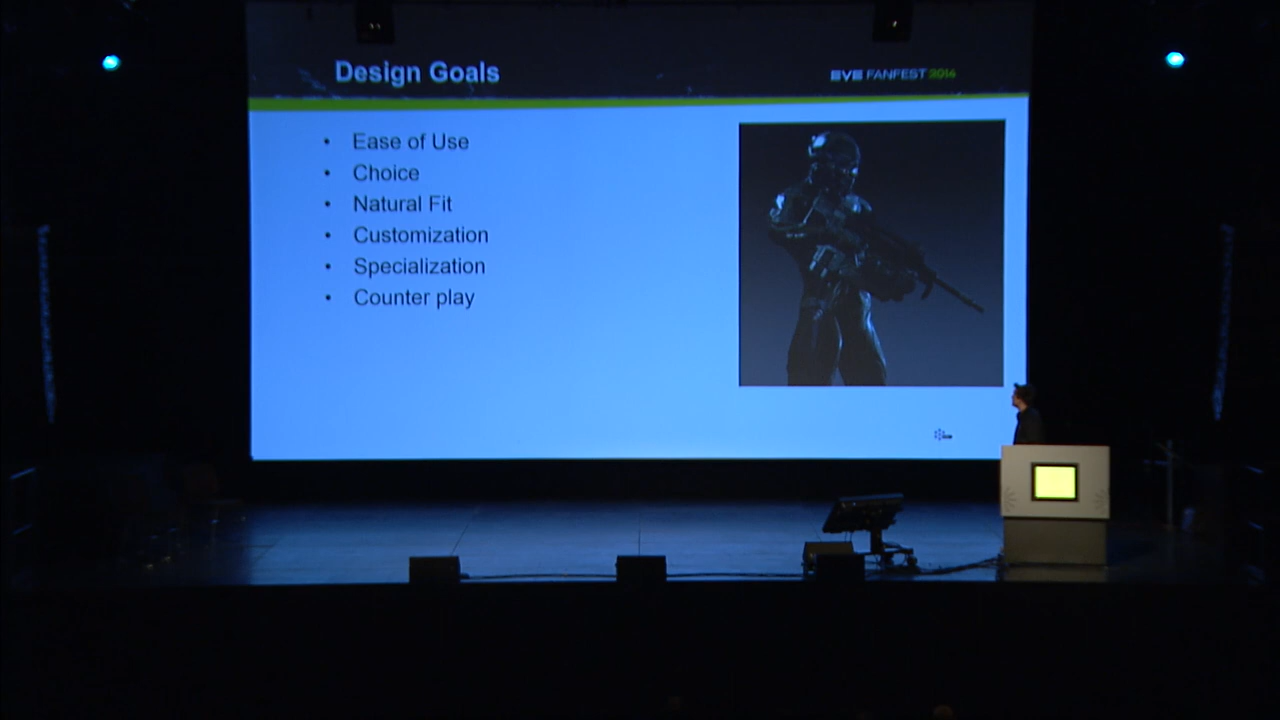 Design Goals
EVE FANFEST 2014
• Ease of Use
• Choice
• Natural Fit
• Customization
• Specialization
• Counter play